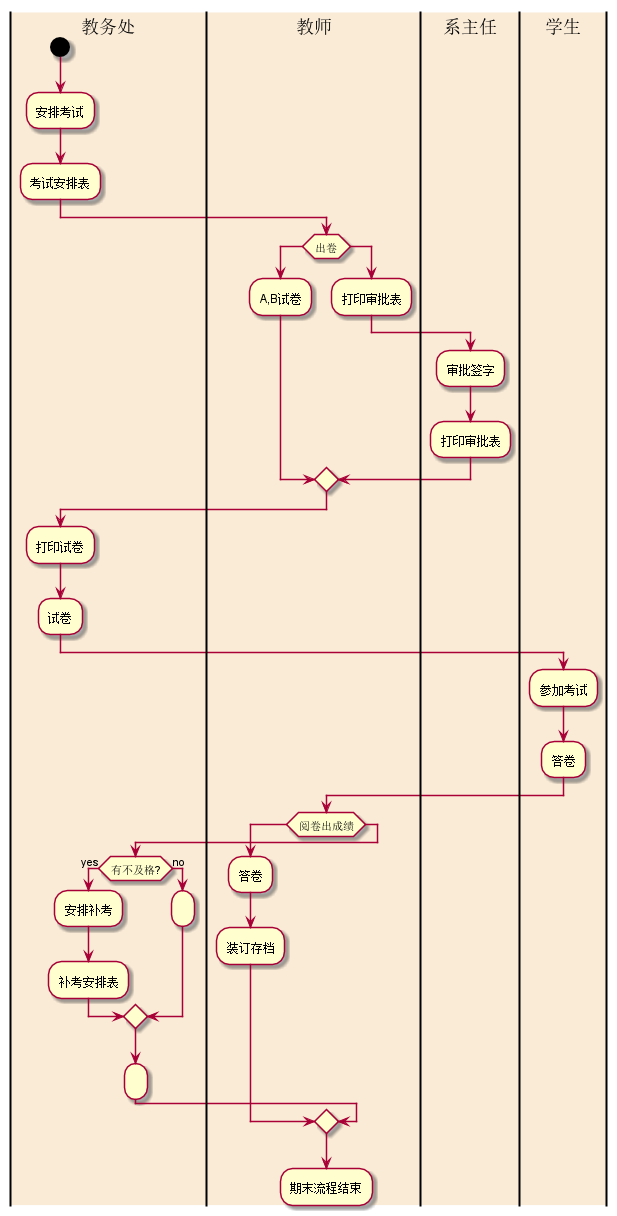 教务处
教师
系主任
学生
安排考试
考试安排表
出卷
A,B试卷
打印审批表
审批签字
打印审批表
打印试卷
试卷
参加考试
答卷
阅卷出成绩
yes
有不及格?
no
答卷
安排补考
装订存档
补考安排表
期末流程结束